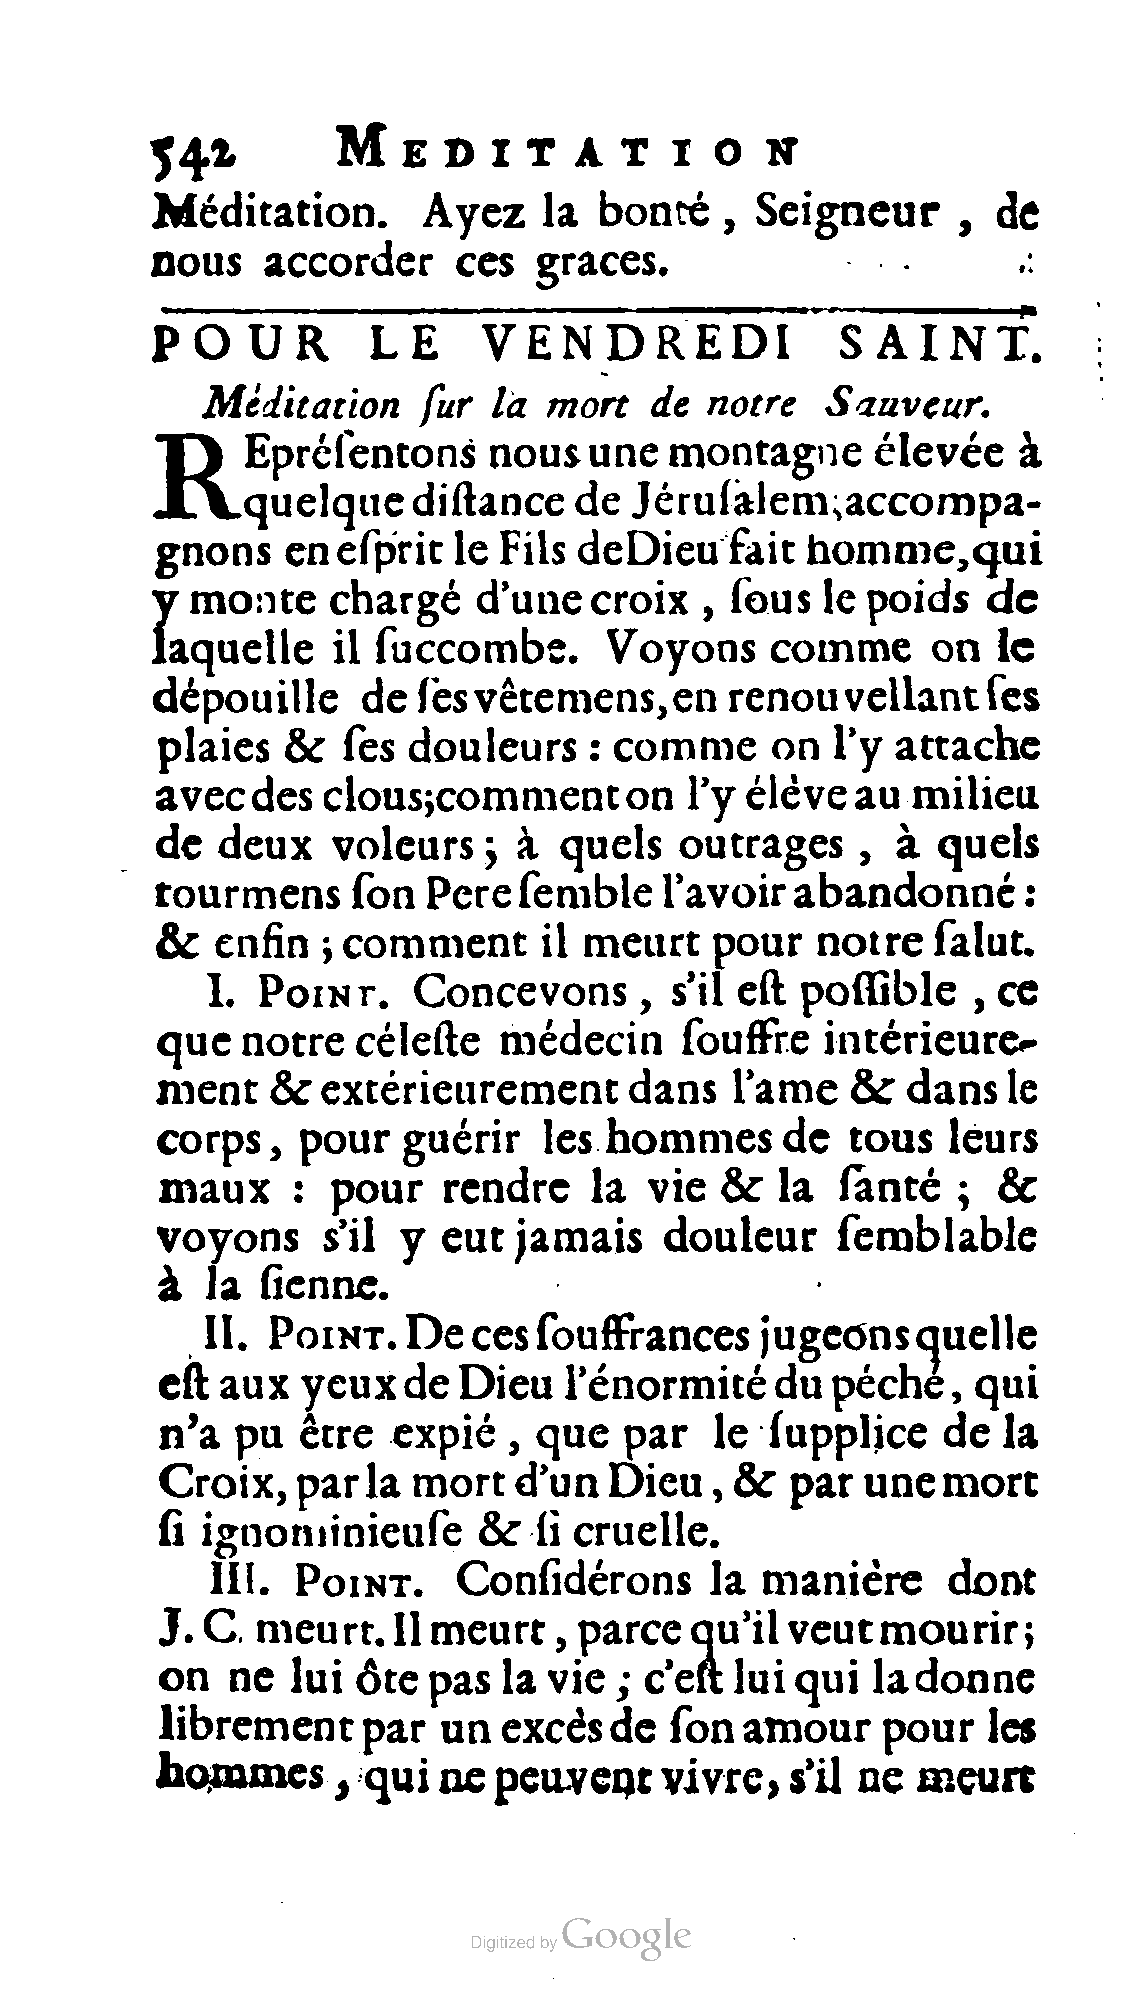 542 MEDITATION
Méditation. Ayez la bonté, Seigneur, de
nous accorder ces graces.
POUR LE VENDREDI SAINT.
Méditation ſur la mort de notre Sauveur.
REpréſentons nous une montagne élevée à
quelque diſtance de Jéruſalem; accompa-
gnons en eſprit le Fils de Dieu fait homme, qui
y monte chargé d'une croix, ſous le poids de
laquelle il ſuccombe. Voyons comme on le
dépouille de ſes vêtemens, en renouvellant ſes
plaies & ſes douleurs : comme on l'y attache
avec des clous; comment on l'y élève au milieu
de deux voleurs ; à quels outrages, à quels
tourmens ſon Pere ſemble l'avoir abandonné :
& enfin ; comment il meurt pour notre ſalut.
I. POINT. Concevons, s'il eſt poſſible, ce
que notre céleſte médecin ſouffre intérieure-
ment & extérieurement dans l'ame & dans le
corps, pour guérir les hommes de tous leurs
maux : pour rendre la vie & la ſanté ; &
voyons s'il y eut jamais douleur ſemblable
à la ſienne.
II. POINT. De ces ſouffrances jugeons quelle
eſt aux yeux de Dieu l'énormité du péché, qui
n'a pu être expié, que par le ſupplice de la
Croix, par la mort d'un Dieu, & par une mort
ſi ignominieuſe & ſi cruelle.
III. POINT. Conſidérons la manière dont
J. C. meurt. Il meurt, parce qu'il veut mourir;
on ne lui ôte pas la vie ; c'eſt lui qui la donne
librement par un excès de ſon amour pour les
hommes, qui ne peuvent vivre, s'il ne meurt
Digitized by Google